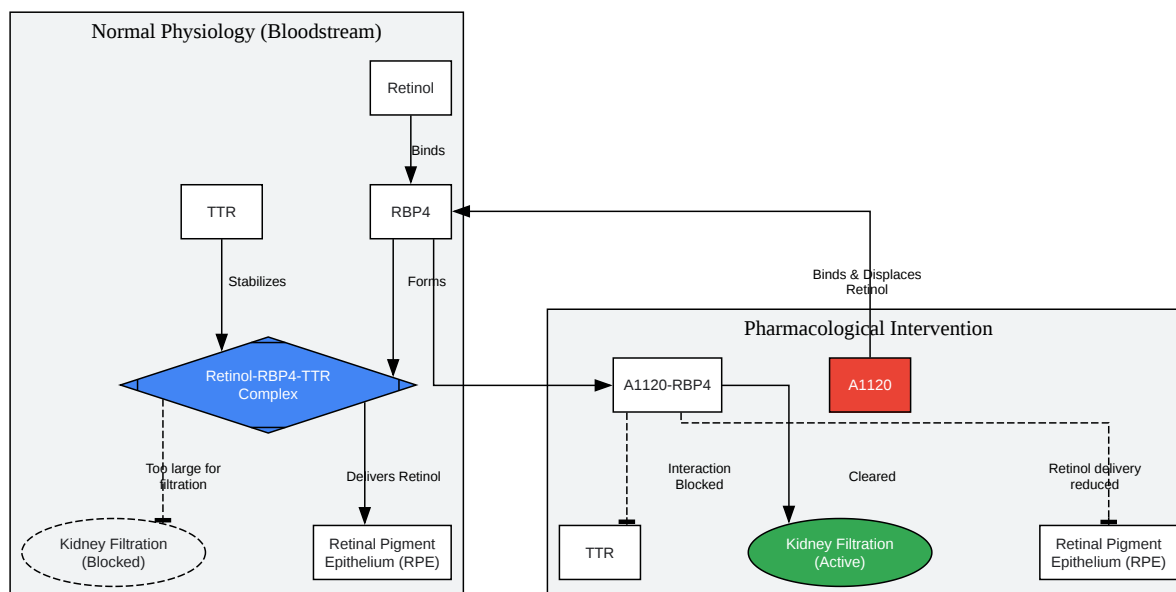 Normal Physiology (Bloodstream)
Retinol
Binds
TTR
RBP4
Stabilizes
Forms
Retinol-RBP4-TTR
Complex
Too large for
filtration
Delivers Retinol
Kidney Filtration
(Blocked)
Retinal Pigment
Epithelium (RPE)
Binds & Displaces
Retinol
Pharmacological Intervention
A1120-RBP4
A1120
Interaction
Blocked
Cleared
Retinol delivery
reduced
TTR
Kidney Filtration
(Active)
Retinal Pigment
Epithelium (RPE)